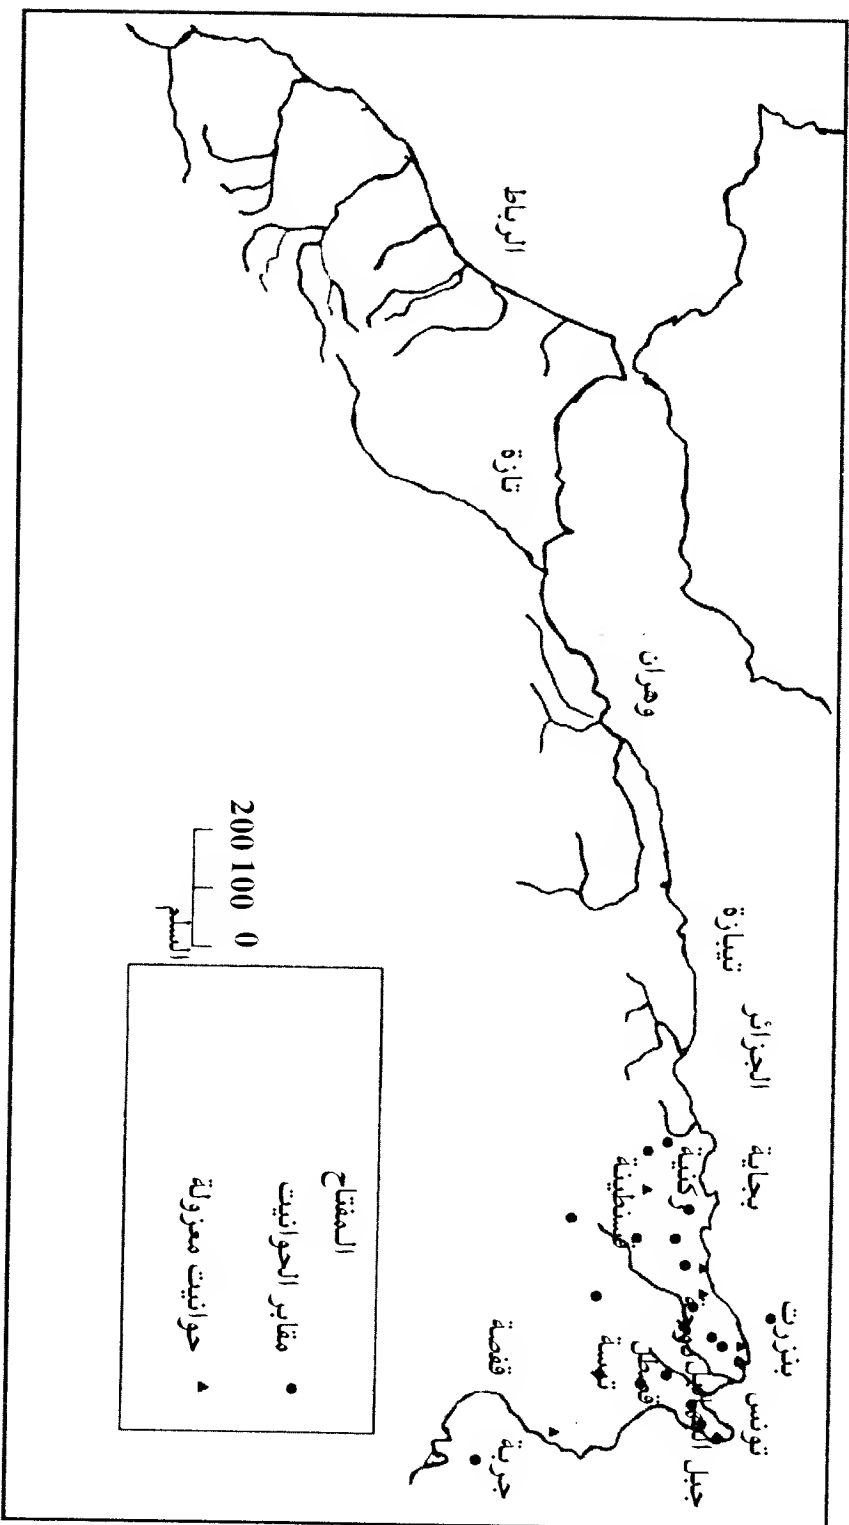 الرباط
تازة
وهران
تيبازة
الجزائر
بجاية
ركنية
قسنطينة
بنزرت
تونس
جبل
قفصة
جربة
200 100 0
السلم
المفتاح
مقابر الحوانيت
حوانيت معزولة